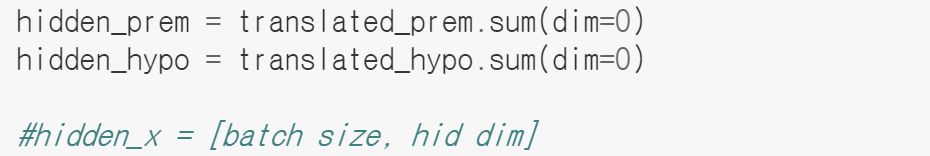 hidden_prem = translated_prem.sum(dim=0)
hidden_hypo = translated_hypo.sum(dim=0)
#hidden_x = [batch size, hid dim]